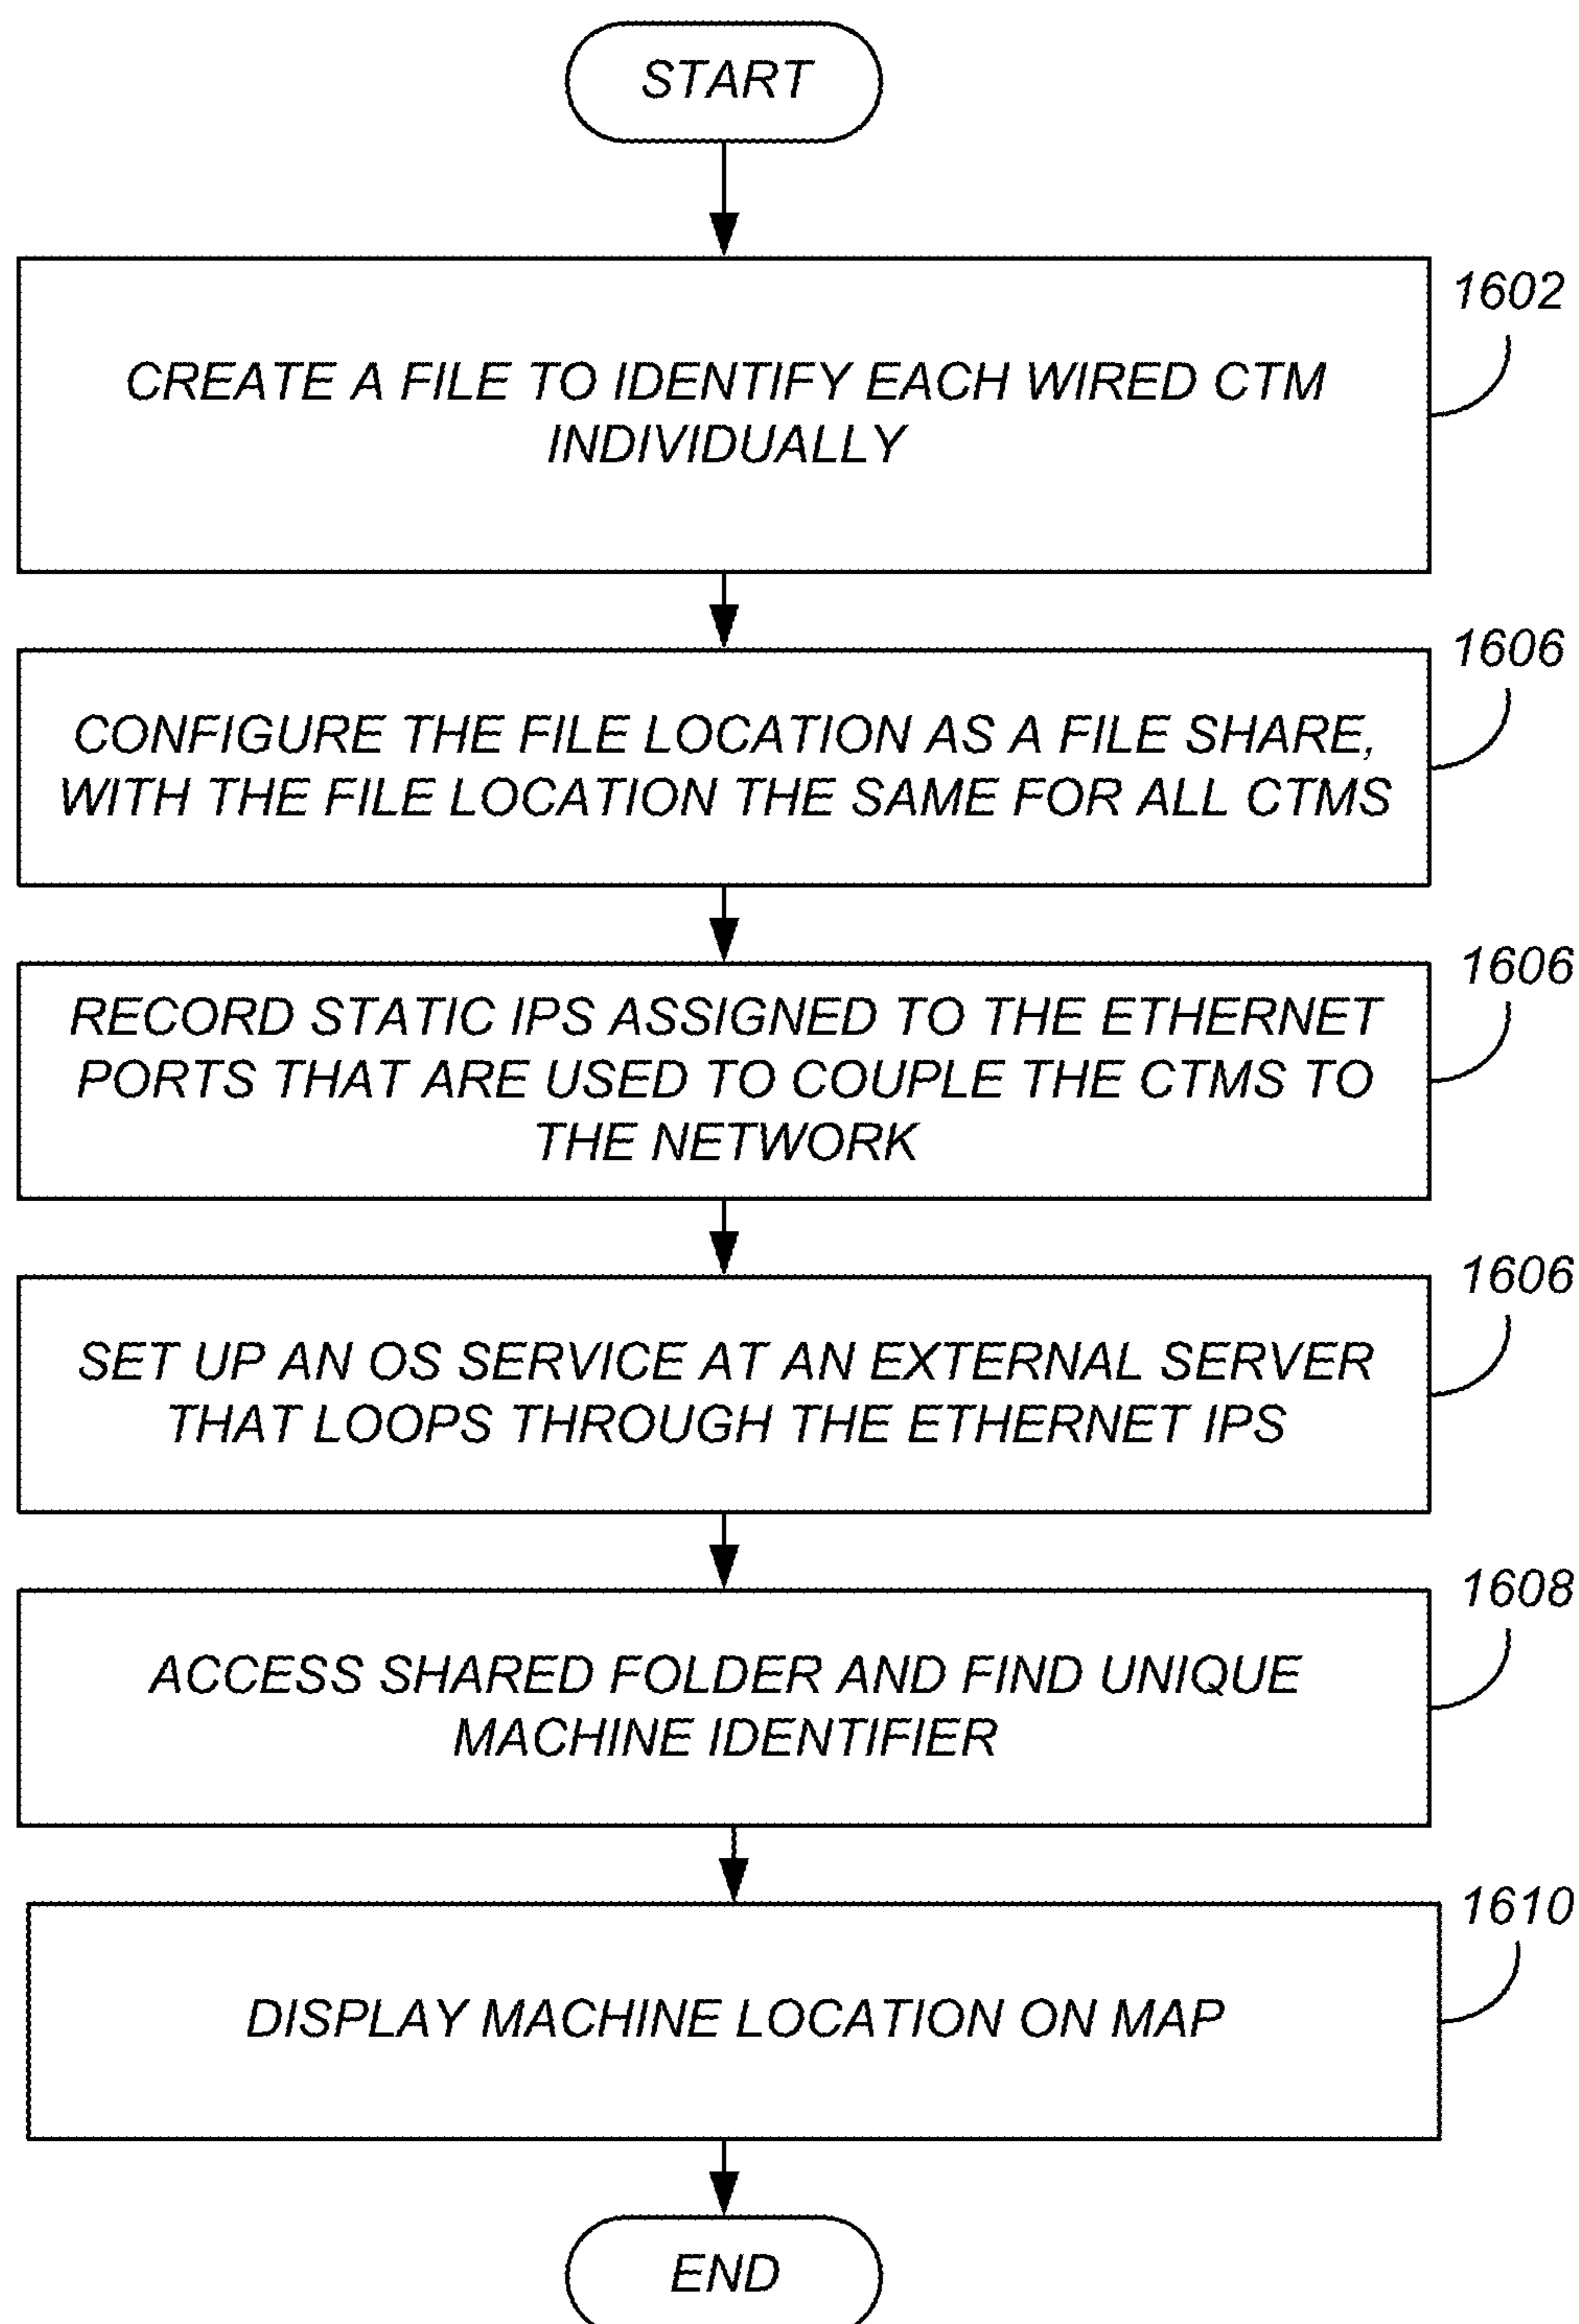 START
1602
CREATE A FILE TO IDENTIFY EACH WIRED CTM
INDIVIDUALLY
1606
CONFIGURE THE FILE LOCATION AS A FILE SHARE,
WITH THE FILE LOCATION THE SAME FOR ALL CTMS
1606
RECORD STATIC IPS ASSIGNED TO THE ETHERNET
PORTS THAT ARE USED TO COUPLE THE CTMS TO
THE NETWORK
1606
SET UP AN OS SERVICE AT AN EXTERNAL SERVER
THAT LOOPS THROUGH THE ETHERNET IPS
1608
ACCESS SHARED FOLDER AND FIND UNIQUE
MACHINE IDENTIFIER
1610
DISPLAY MACHINE LOCATION ON MAP
END